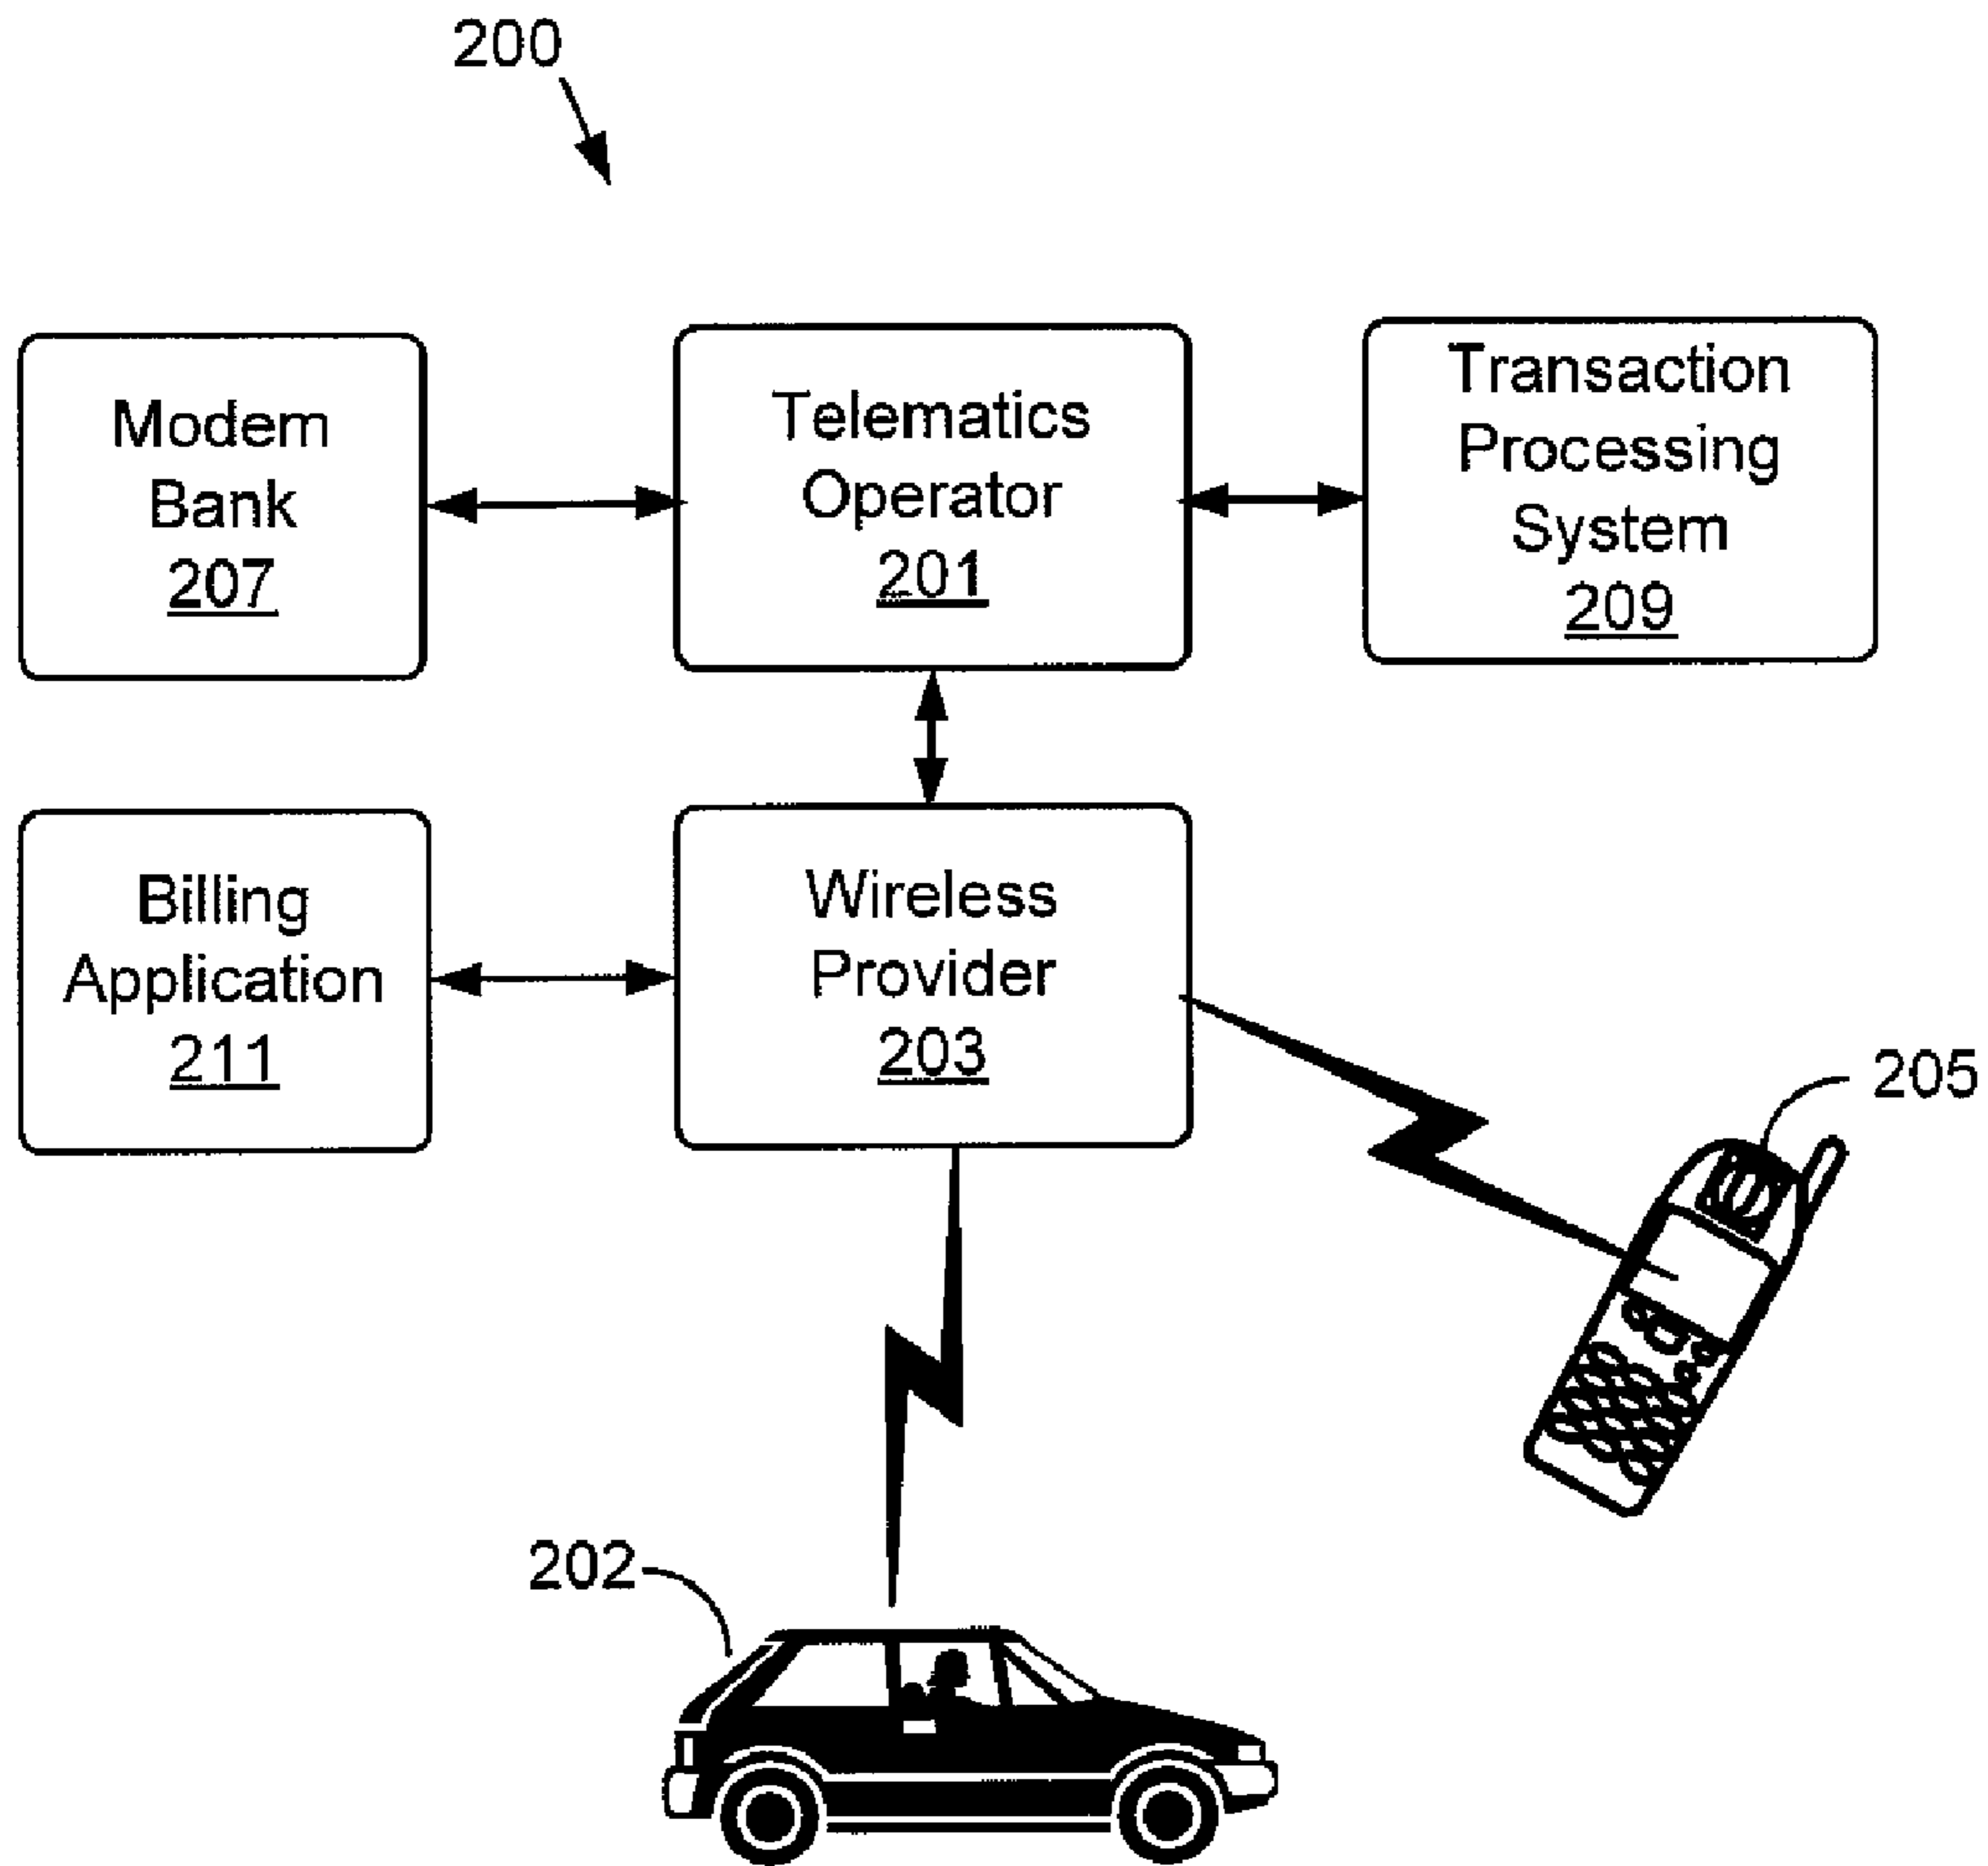 200
Modem
Bank
207
Telematics
Operator
201
Transaction
Processing
System
209
Billing
Application
211
Wireless
Provider
203
205
202